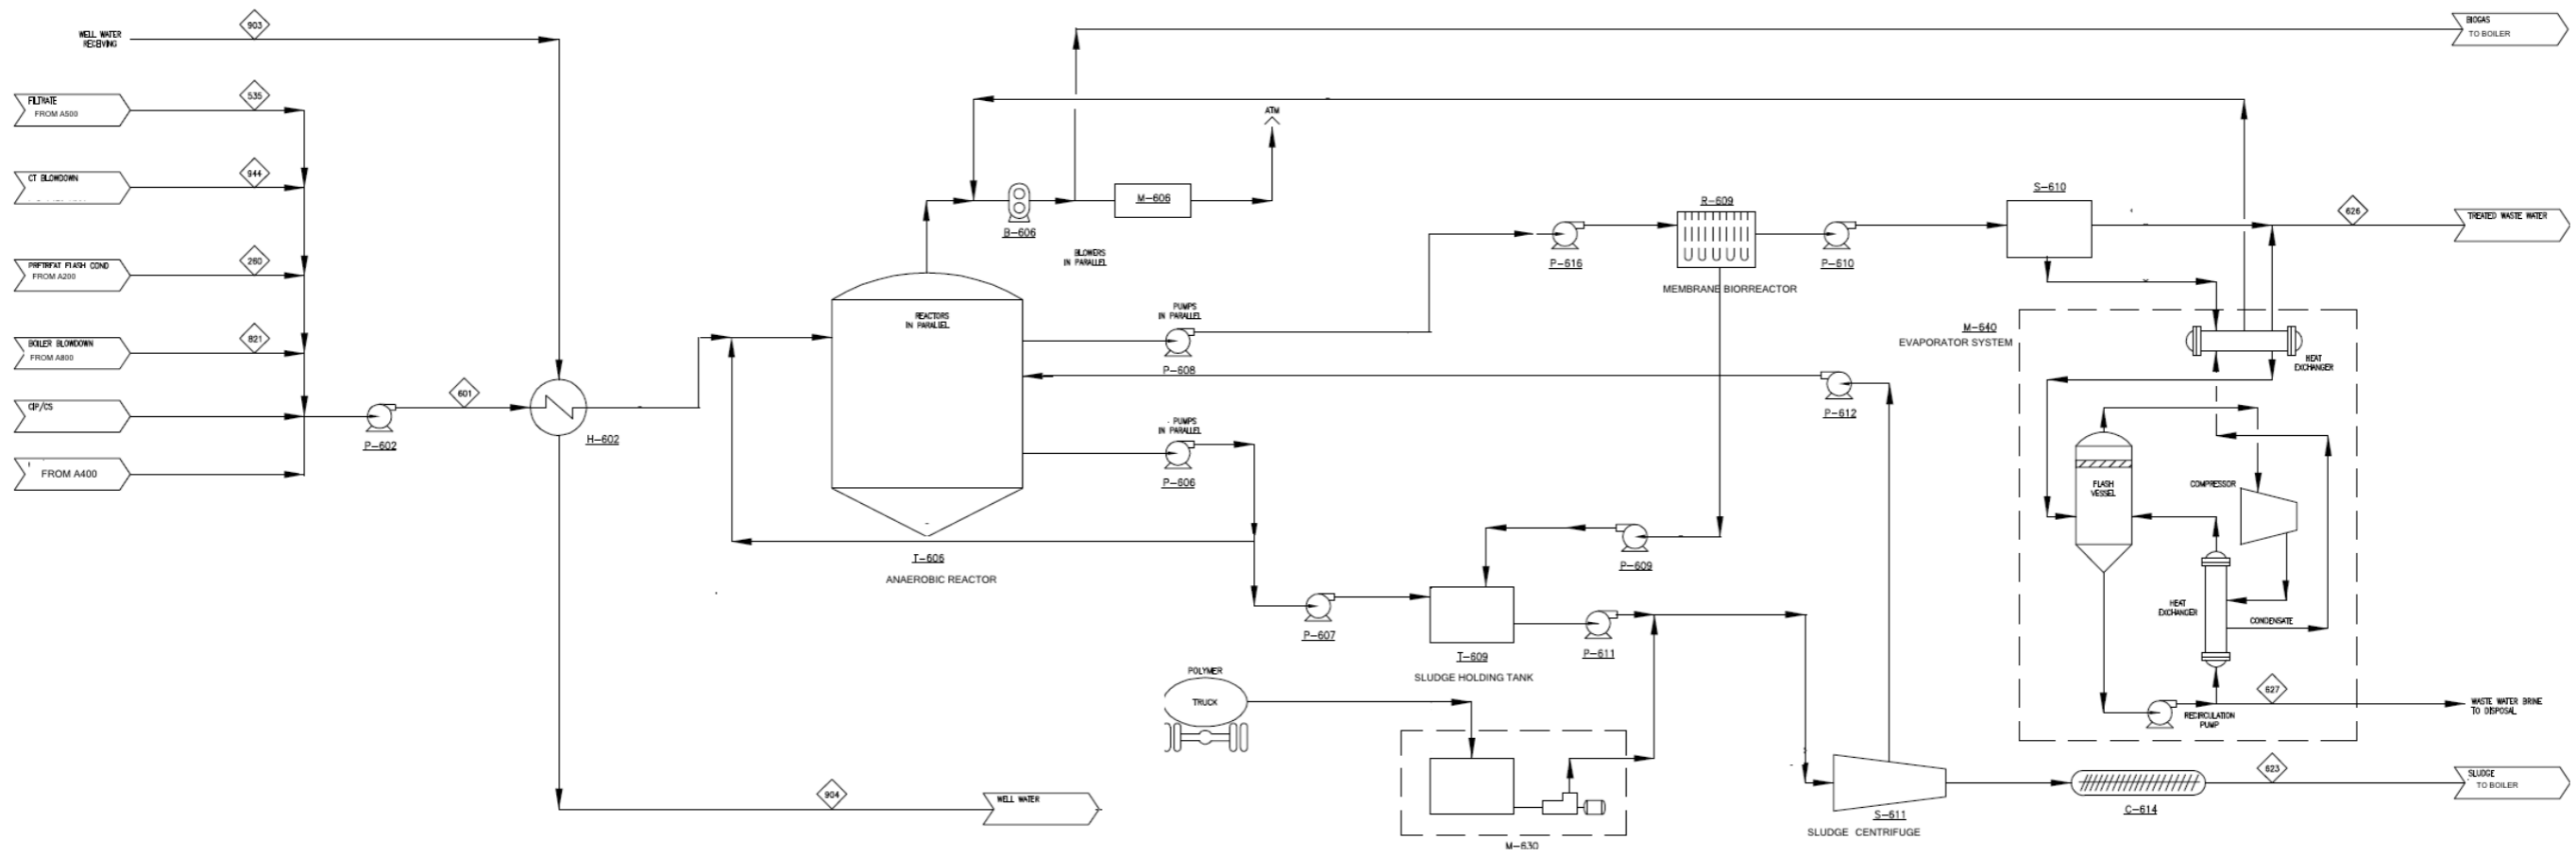 903
WELL WATER
RECEIVING
FILTRATE
FROM A500
535
CT BLOWDOWN
944
PRETREAT FLASH COND
FROM A200
260
BOILER BLOWDOWN
FROM A800
821
CIP/CS
FROM A400
P-602
601
H-602
904
WELL WATER
REACTORS
IN PARALLEL
T-606
ANAEROBIC REACTOR
B-606
BLOWERS
IN PARALLEL
M-606
ATM
BIOGAS
TO BOILER
PUMPS
IN PARALLEL
P-608
PUMPS
IN PARALLEL
P-606
P-616
R-609
MEMBRANE BIORREACTOR
P-610
S-610
626
TREATED WASTE WATER
P-612
P-609
P-607
T-609
SLUDGE HOLDING TANK
P-611
POLYMER
TRUCK
M-630
S-611
SLUDGE CENTRIFUGE
C-614
623
SLUDGE
TO BOILER
M-640
EVAPORATOR SYSTEM
HEAT
EXCHANGER
FLASH
VESSEL
COMPRESSOR
HEAT
EXCHANGER
CONDENSATE
RECIRCULATION
PUMP
627
WASTE WATER BRINE
TO DISPOSAL